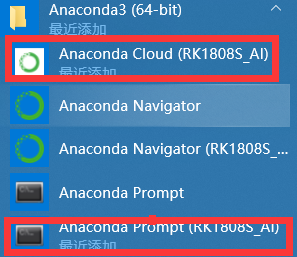 Anaconda3 (64-bit)
最近添加
Anaconda Cloud (RK1808S_AI)
最近添加
Anaconda Navigator
Anaconda Navigator (RK1808S_...
Anaconda Prompt
Anaconda Prompt (RK1808S_AI)
最近添加